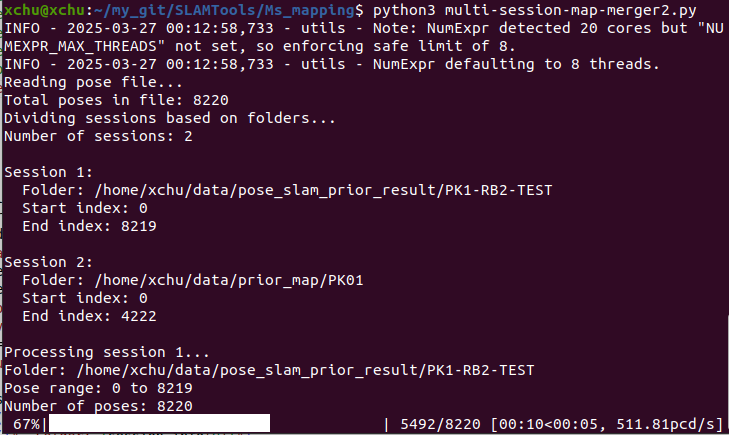 xchu@xchu:~/my_git/SLAMTools/Ms_mapping$ python3 multi-session-map-merger2.py
INFO - 2025-03-27 00:12:58,733 - utils - Note: NumExpr detected 20 cores but "NU
MEXPR_MAX_THREADS" not set, so enforcing safe limit of 8.
INFO - 2025-03-27 00:12:58,733 - utils - NumExpr defaulting to 8 threads.
Reading pose file...
Total poses in file: 8220
Dividing sessions based on folders...
Number of sessions: 2
Session 1:
Folder: /home/xchu/data/pose_slam_prior_result/PK1-RB2-TEST
Start index: 0
End index: 8219
Session 2:
Folder: /home/xchu/data/prior_map/PK01
Start index: 0
End index: 4222
Processing session 1...
Folder: /home/xchu/data/pose_slam_prior_result/PK1-RB2-TEST
Pose range: 0 to 8219
Number of poses: 8220
67%| | 5492/8220 [00:10<00:05, 511.81pcd/s]